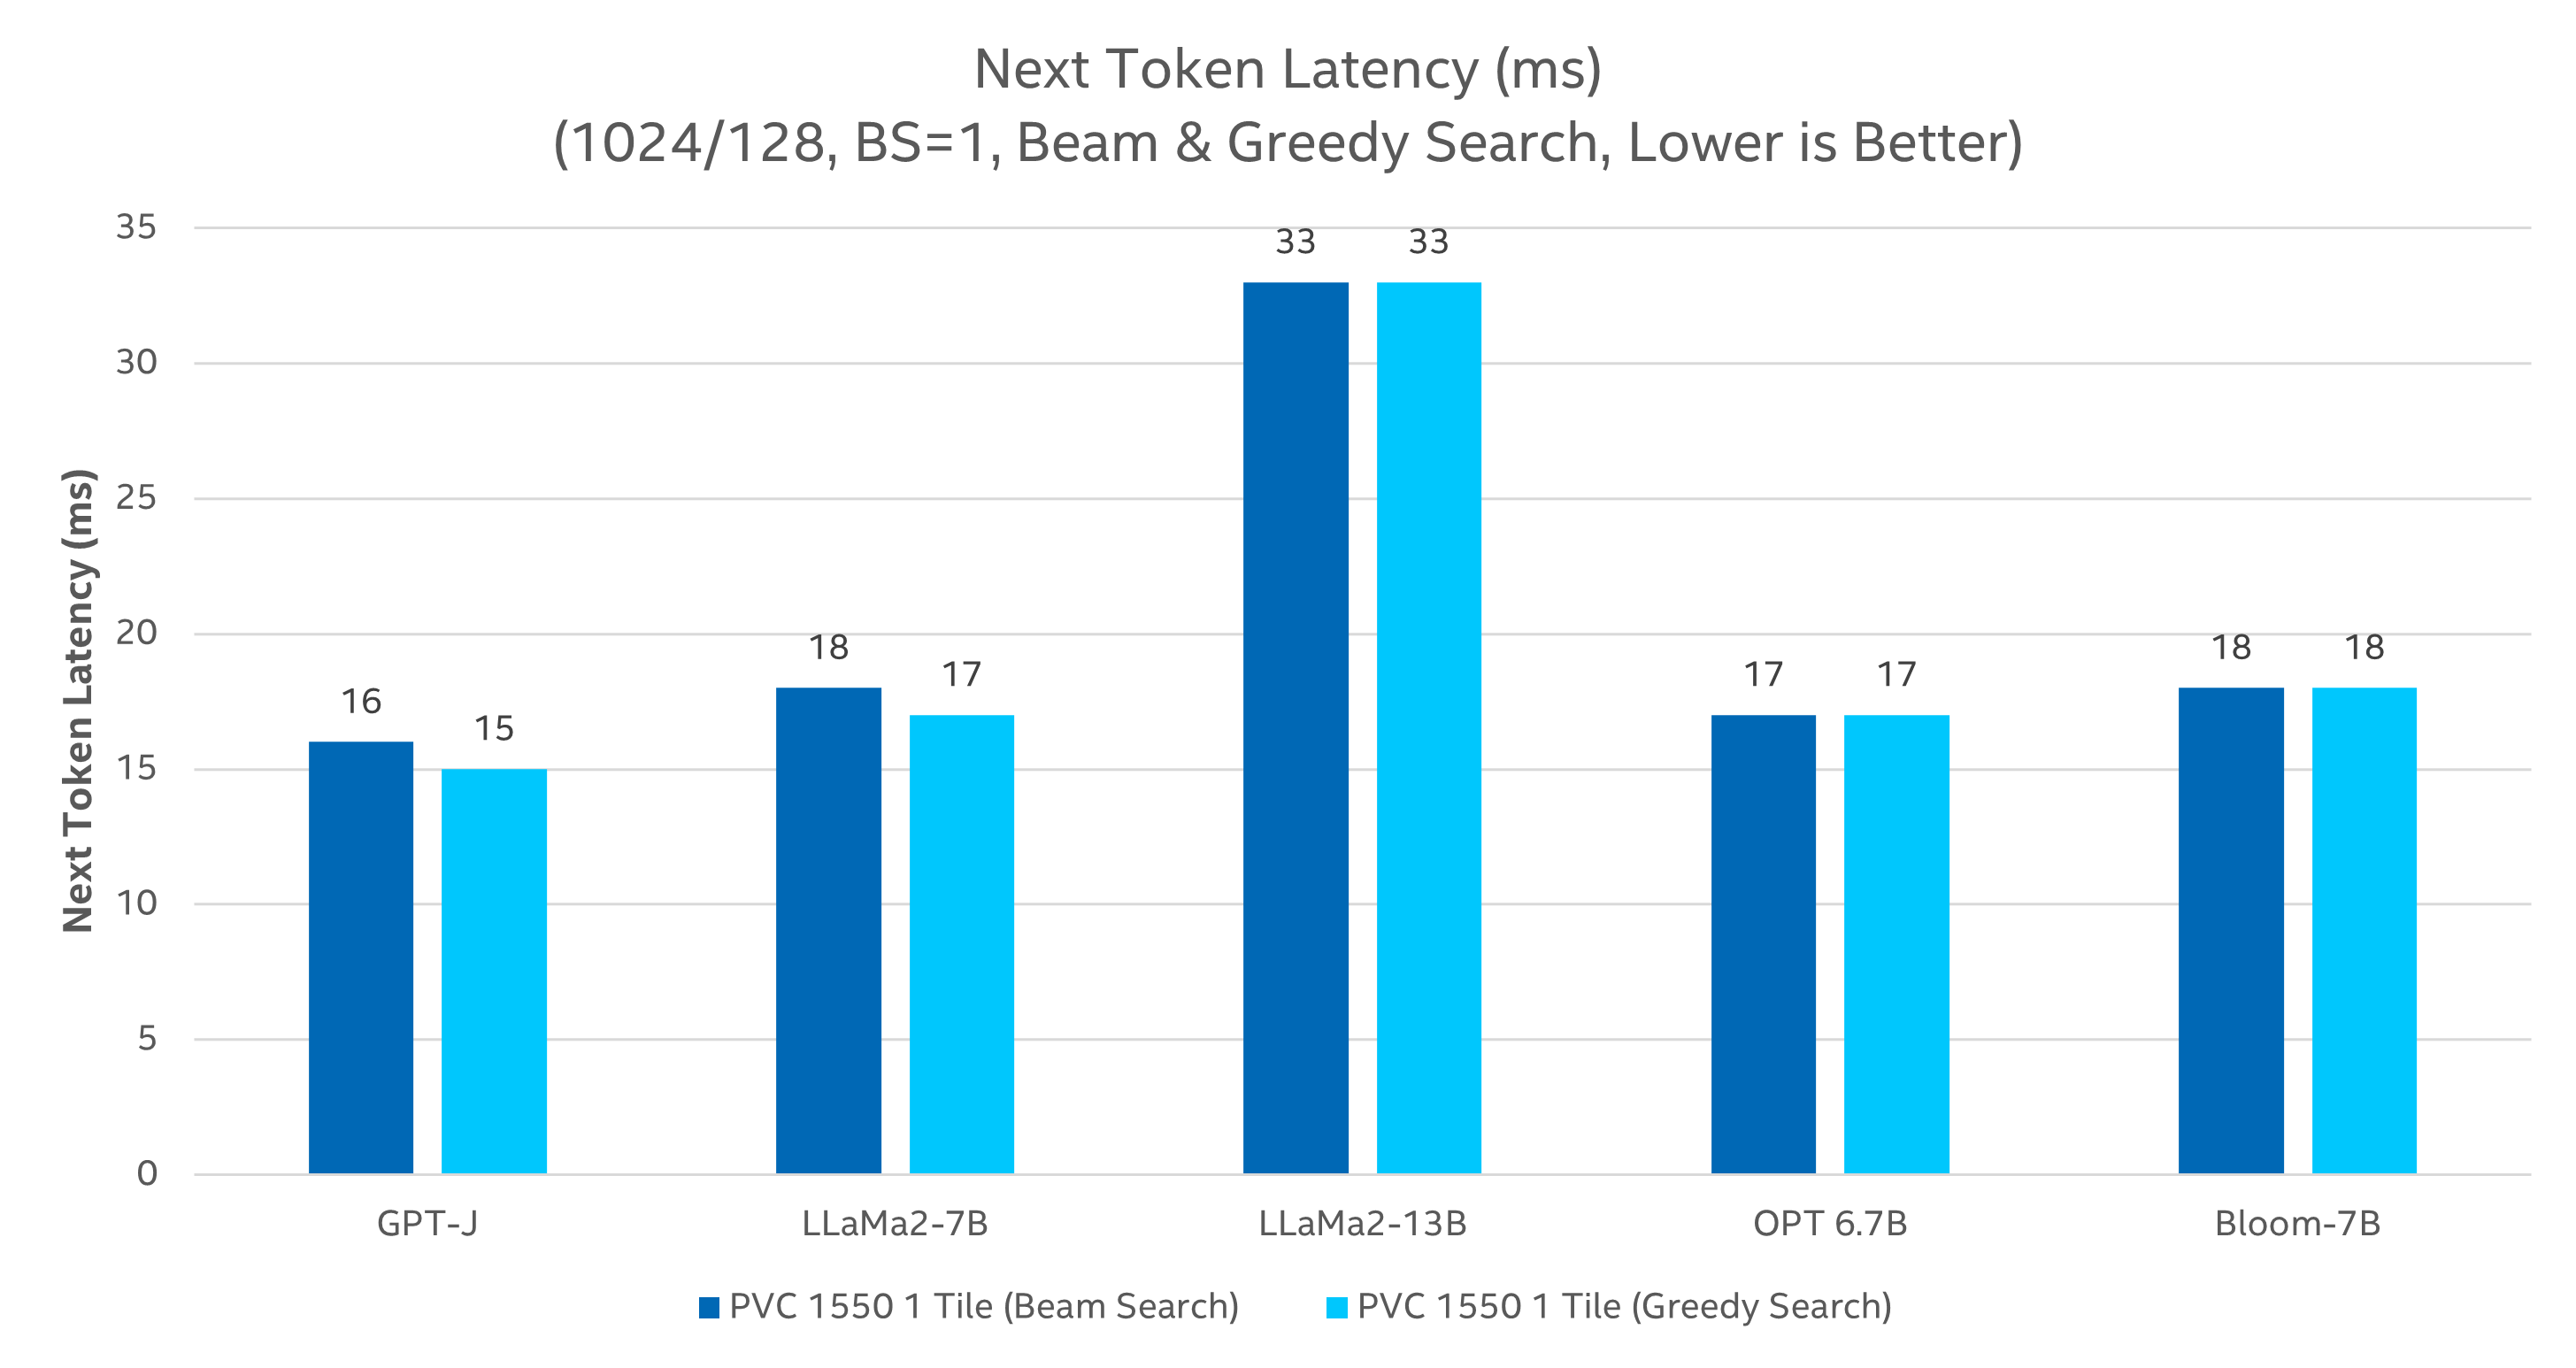 Next Token Latency (ms)
(1024/128, BS=1, Beam & Greedy Search, Lower is Better)
Next Token Latency (ms)
35
30
25
20
15
10
5
0
16
15
18
17
33
33
17
17
18
18
GPT-J
LLaMa2-7B
LLaMa2-13B
OPT 6.7B
Bloom-7B
PVC 1550 1 Tile (Beam Search)
PVC 1550 1 Tile (Greedy Search)